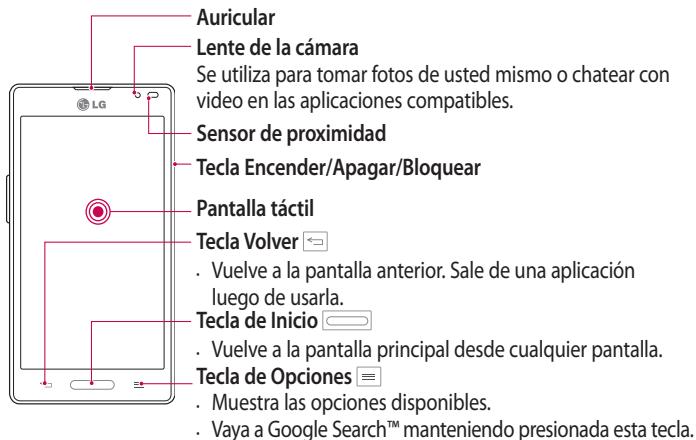 Auricular
Lente de la cámara
Se utiliza para tomar fotos de usted mismo o chatear con
video en las aplicaciones compatibles.
LG
Sensor de proximidad
Tecla Encender/Apagar/Bloquear
Pantalla táctil
Tecla Volver
· Vuelve a la pantalla anterior. Sale de una aplicación
luego de usarla.
Tecla de Inicio
· Vuelve a la pantalla principal desde cualquier pantalla.
Tecla de Opciones
· Muestra las opciones disponibles.
· Vaya a Google Search™ manteniendo presionada esta tecla.